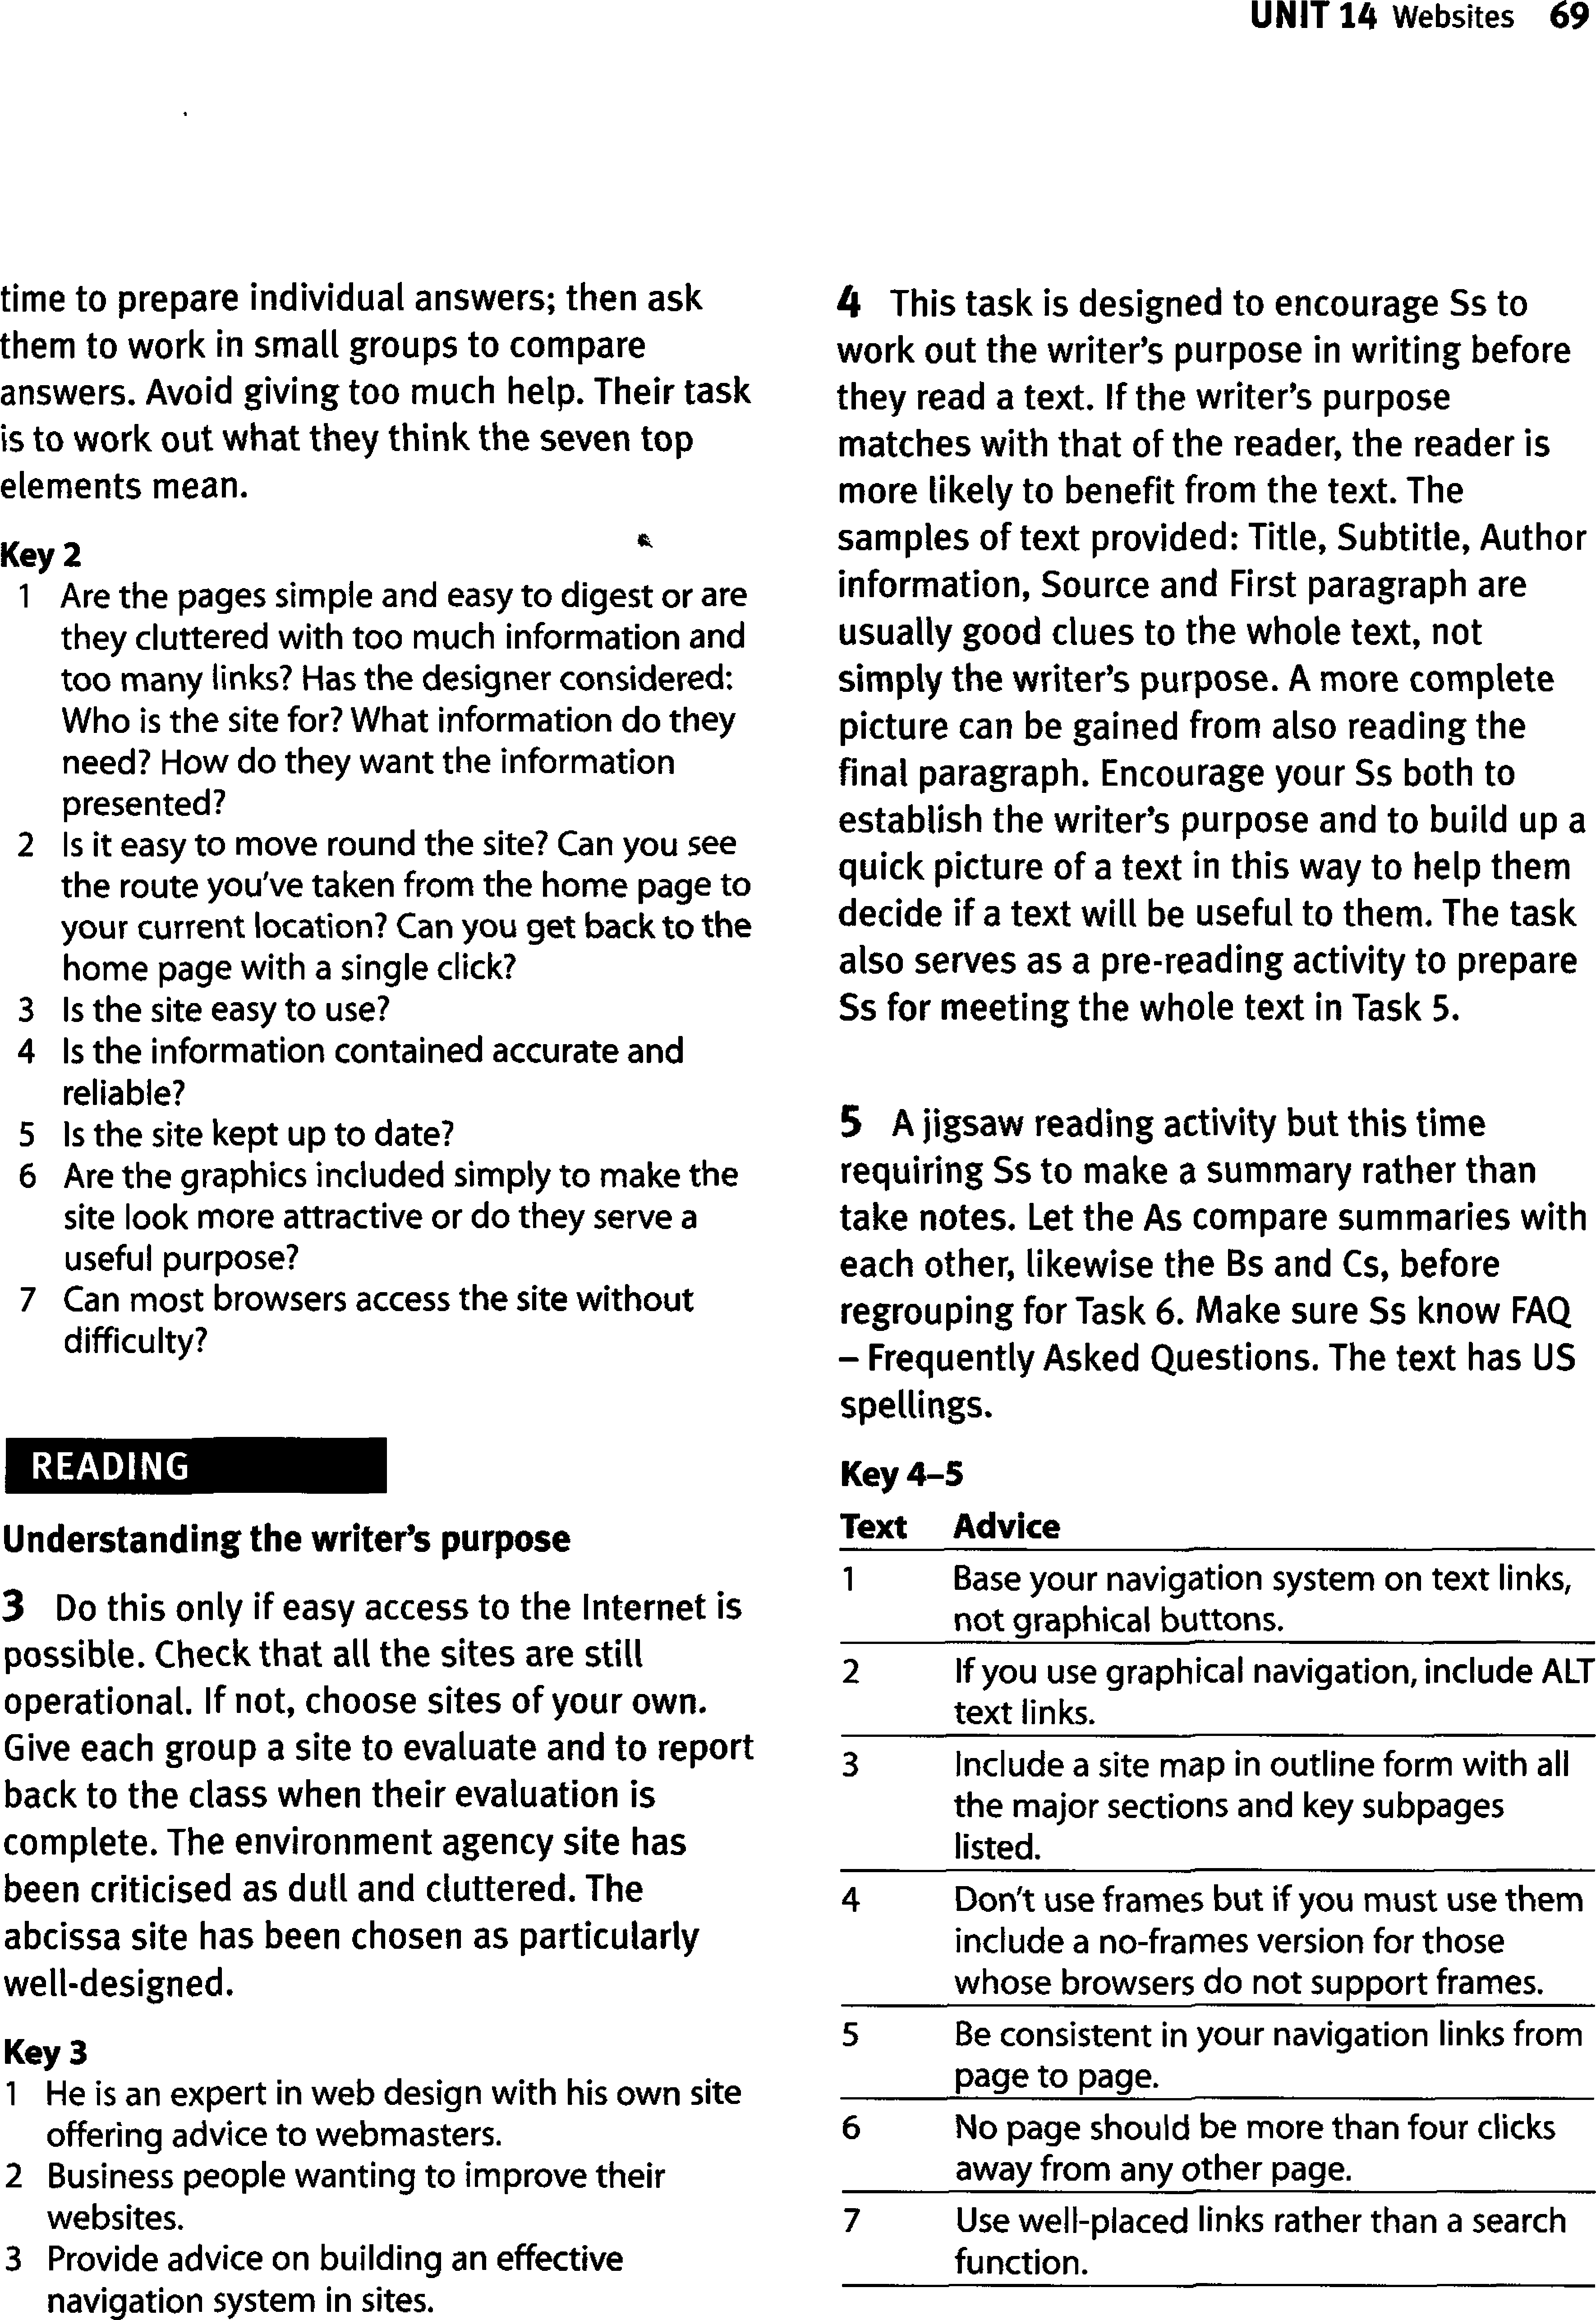 UNIT 14 Websites 69
time to prepare individual answers; then ask
them to work in small groups to compare
answers. Avoid giving too much help. Their task
is to work out what they think the seven top
elements mean.
Key 2
1 Are the pages simple and easy to digest or are
they cluttered with too much information and
too many links? Has the designer considered:
Who is the site for? What information do they
need? How do they want the information
presented?
2 Is it easy to move round the site? Can you see
the route you've taken from the home page to
your current location? Can you get back to the
home page with a single click?
3 Is the site easy to use?
4 Is the information contained accurate and
reliable?
5 Is the site kept up to date?
6 Are the graphics included simply to make the
site look more attractive or do they serve a
useful purpose?
7 Can most browsers access the site without
difficulty?
READING
Understanding the writer's purpose
3 Do this only if easy access to the Internet is
possible. Check that all the sites are still
operational. If not, choose sites of your own.
Give each group a site to evaluate and to report
back to the class when their evaluation is
complete. The environment agency site has
been criticised as dull and cluttered. The
abcissa site has been chosen as particularly
well-designed.
Key 3
1 He is an expert in web design with his own site
offering advice to webmasters.
2 Business people wanting to improve their
websites.
3 Provide advice on building an effective
navigation system in sites.
4 This task is designed to encourage Ss to
work out the writer's purpose in writing before
they read a text. If the writer's purpose
matches with that of the reader, the reader is
more likely to benefit from the text. The
samples of text provided: Title, Subtitle, Author
information, Source and First paragraph are
usually good clues to the whole text, not
simply the writer's purpose. A more complete
picture can be gained from also reading the
final paragraph. Encourage your Ss both to
establish the writer's purpose and to build up a
quick picture of a text in this way to help them
decide if a text will be useful to them. The task
also serves as a pre-reading activity to prepare
Ss for meeting the whole text in Task 5.
5 A jigsaw reading activity but this time
requiring Ss to make a summary rather than
take notes. Let the As compare summaries with
each other, likewise the Bs and Cs, before
regrouping for Task 6. Make sure Ss know FAQ
– Frequently Asked Questions. The text has US
spellings.
Key 4–5
Text Advice
1 Base your navigation system on text links,
not graphical buttons.
2 If you use graphical navigation, include ALT
text links.
3 Include a site map in outline form with all
the major sections and key subpages
listed.
4 Don't use frames but if you must use them
include a no-frames version for those
whose browsers do not support frames.
5 Be consistent in your navigation links from
page to page.
6 No page should be more than four clicks
away from any other page.
7 Use well-placed links rather than a search
function.